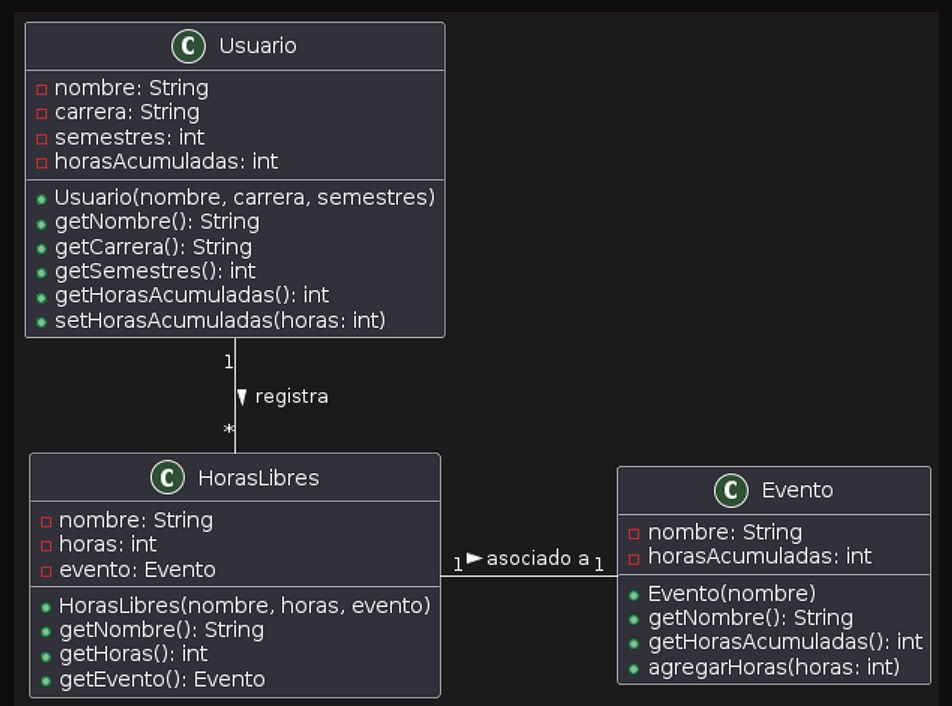 C Usuario
nombre: String
carrera: String
semestres: int
horasAcumuladas: int
Usuario(nombre, carrera, semestres)
getNombre(): String
getCarrera(): String
getSemestres(): int
getHorasAcumuladas(): int
setHorasAcumuladas(horas: int)
1
registra
*
C HorasLibres
nombre: String
horas: int
evento: Evento
HorasLibres(nombre, horas, evento)
getNombre(): String
getHoras(): int
getEvento(): Evento
1 asociado a 1
C Evento
nombre: String
horasAcumuladas: int
Evento(nombre)
getNombre(): String
getHorasAcumuladas(): int
agregarHoras(horas: int)